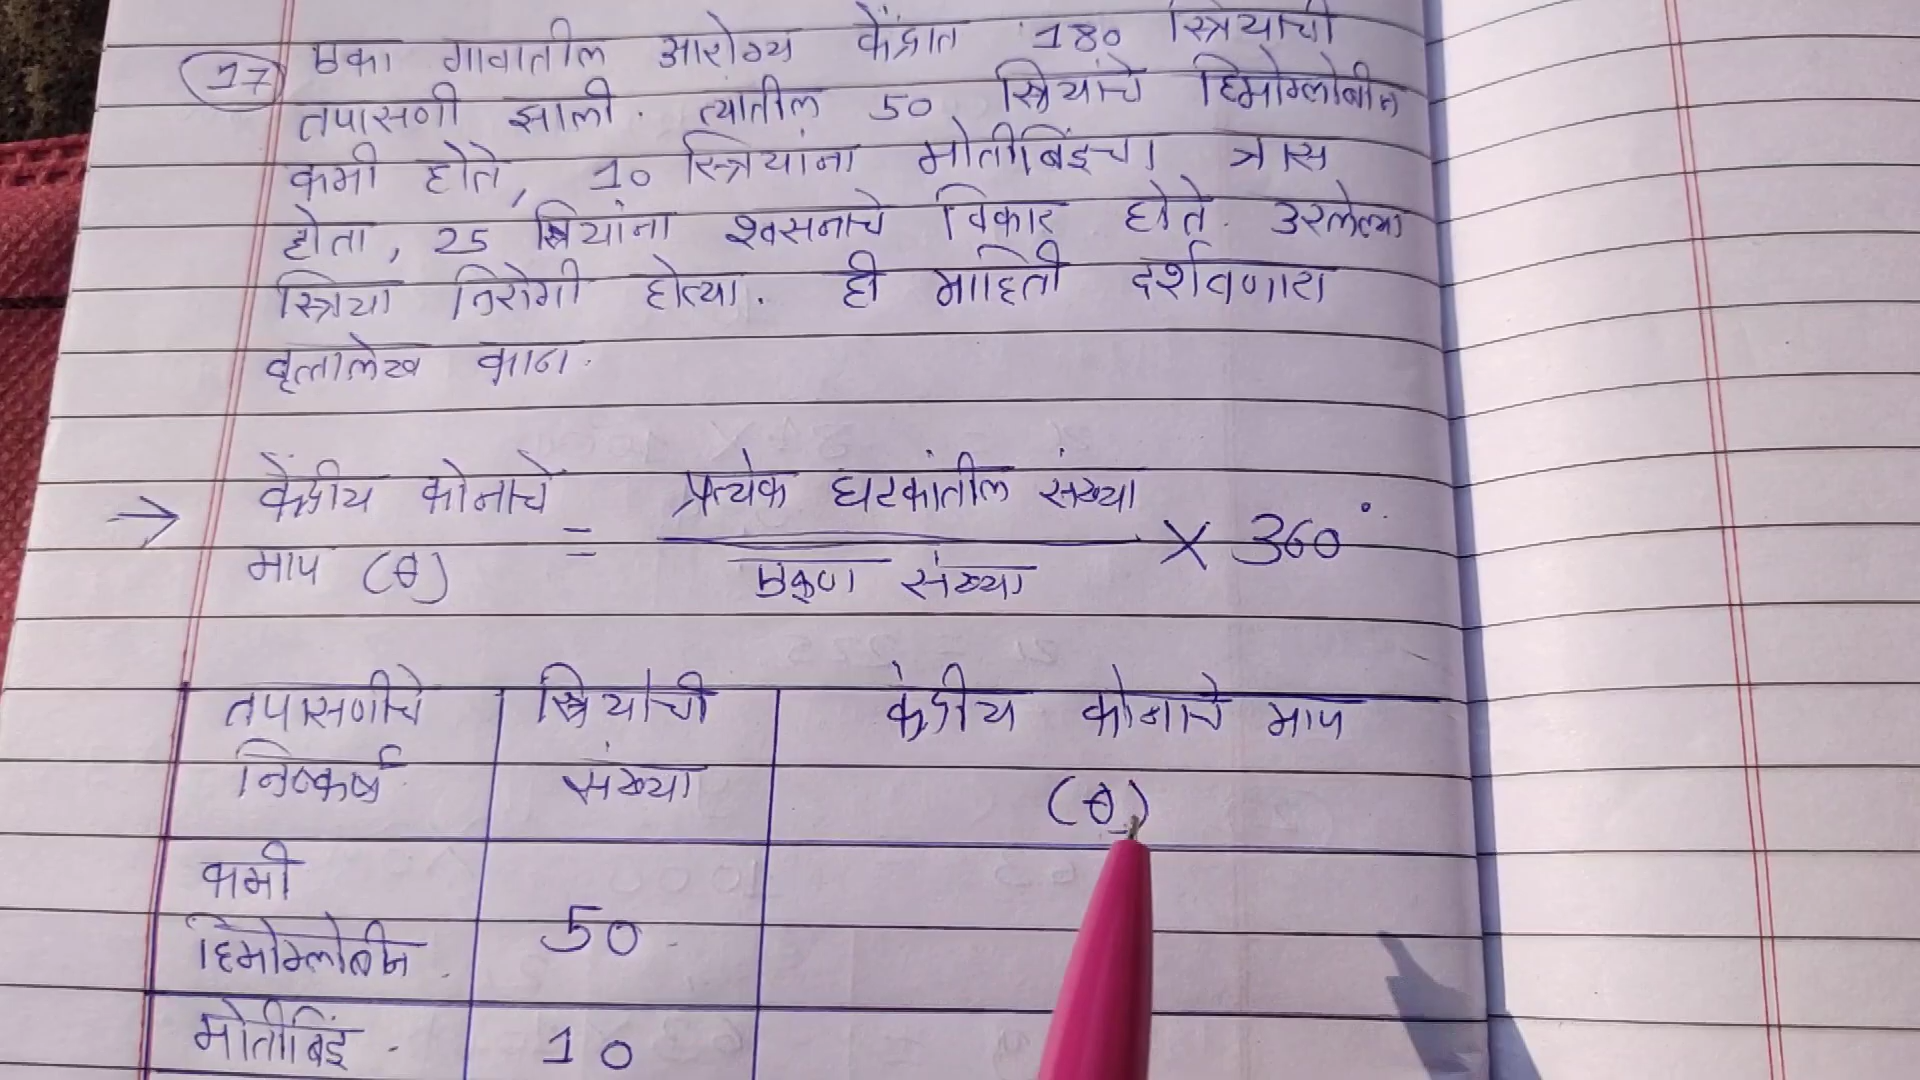 17 एका गावातील आरोग्य केंद्रात 180 स्त्रियांची
तपासणी झाली. त्यातील 50 स्त्रियांचे हिमोग्लोबीन
कमी होते, 10 स्त्रियांना मोतीबिंदूचा त्रास
होता, 25 स्त्रियांना श्वसनाचे विकार होते. उरलेल्या
स्त्रिया निरोगी होत्या. ही माहिती दर्शवणारा
वृत्तालेख काढा.
→ केंद्रीय कोनाचे माप (θ) = प्रत्येक घटकांतील संख्या / एकूण संख्या × 360°
तपासणीचे निष्कर्ष | स्त्रियांची संख्या | केंद्रीय कोनाचे माप (θ)
कमी हिमोग्लोबीन | 50
मोतीबिंदू | 10